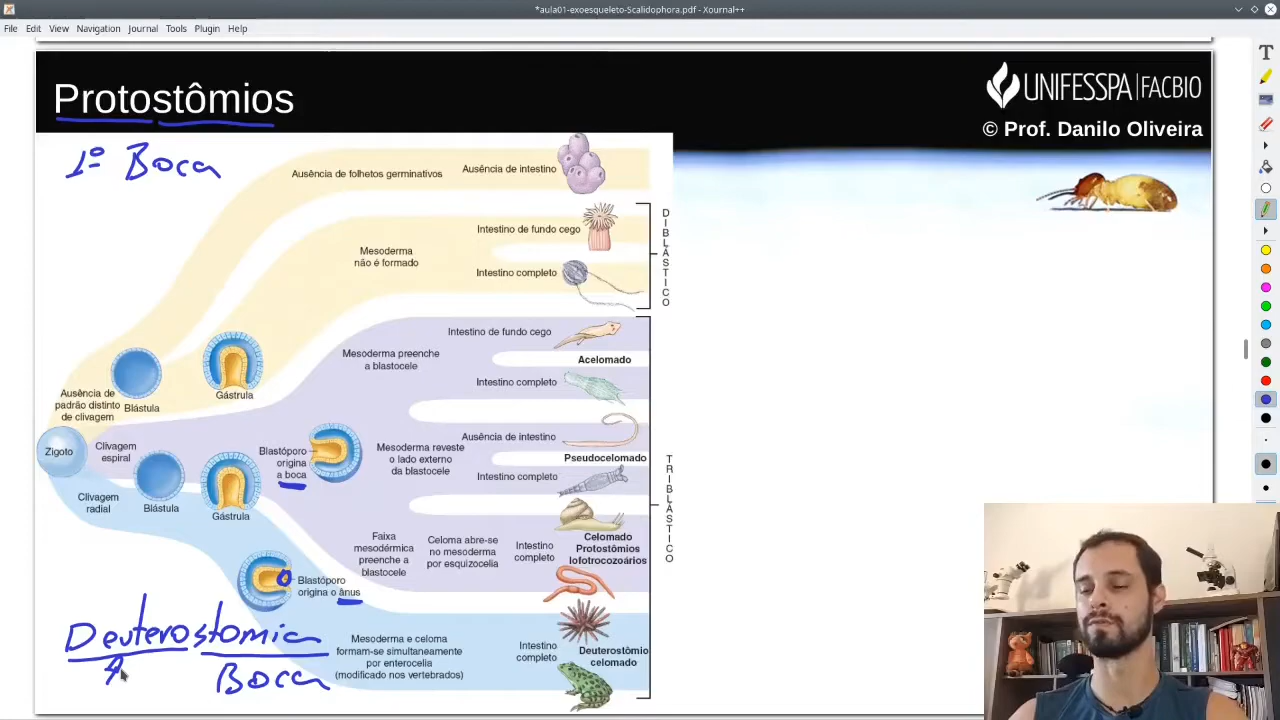 *aula01-exoesqueleto-Scalidophora.pdf - Xournal++
File Edit View Navigation Journal Tools Plugin Help
Protostômios
UNIFESSPA | FACBIO
© Prof. Danilo Oliveira
1º Boca
Ausência de folhetos germinativos
Ausência de intestino
Intestino de fundo cego
Mesoderma
não é formado
Intestino completo
DIBLÁSTICO
Intestino de fundo cego
Mesoderma preenche
a blastocele
Acelomado
Intestino completo
Gástrula
Ausência de
padrão distinto
de clivagem
Blástula
Zigoto
Clivagem
espiral
Blastóporo
origina
a boca
Mesoderma reveste
o lado externo
da blastocele
Ausência de intestino
Pseudocelomado
Intestino completo
TRIBLÁSTICO
Clivagem
radial
Blástula
Gástrula
Faixa
mesodérmica
preenche a
blastocele
Celoma abre-se
no mesoderma
por esquizocelia
Intestino
completo
Celomado
Protostômios
lofotrocozoários
Blastóporo
origina o ânus
Deuterostomia
Boca
Mesoderma e celoma
formam-se simultaneamente
por enterocelia
(modificado nos vertebrados)
Intestino
completo
Deuterostômio
celomado
T